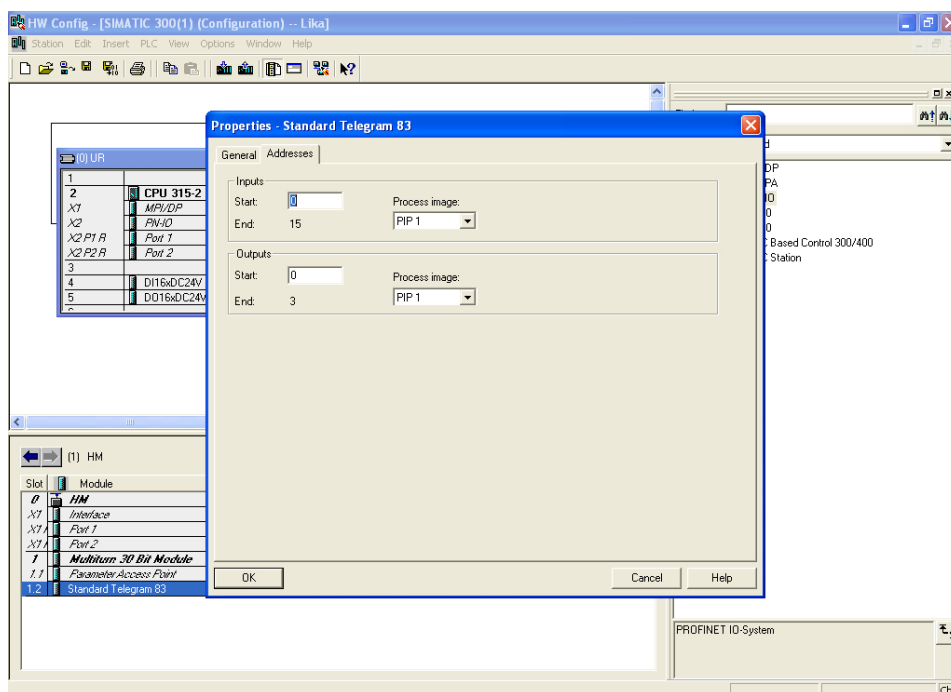 HW Config - [SIMATIC 300(1) (Configuration) -- Lika]
Station Edit Insert PLC View Options Window Help
(0) UR
1
2 CPU 315-2
X1 MPI/DP
X2 PN-IO
X2 P1 R Port 1
X2 P2 R Port 2
3
4 DI16xDC24V
5 DO16xDC24V
Properties - Standard Telegram 83
General Addresses
Inputs
Start: 0 Process image:
End: 15 PIP 1
Outputs
Start: 0 Process image:
End: 3 PIP 1
OK Cancel Help
DP
PA
IO
0
0
C Based Control 300/400
C Station
(1) HM
Slot Module
0 HM
X1 Interface
X1 Port 1
X1 Port 2
1 Multiturn 30 Bit Module
1.1 Parameter Access Point
1.2 Standard Telegram 83
PROFINET IO-System
Ch